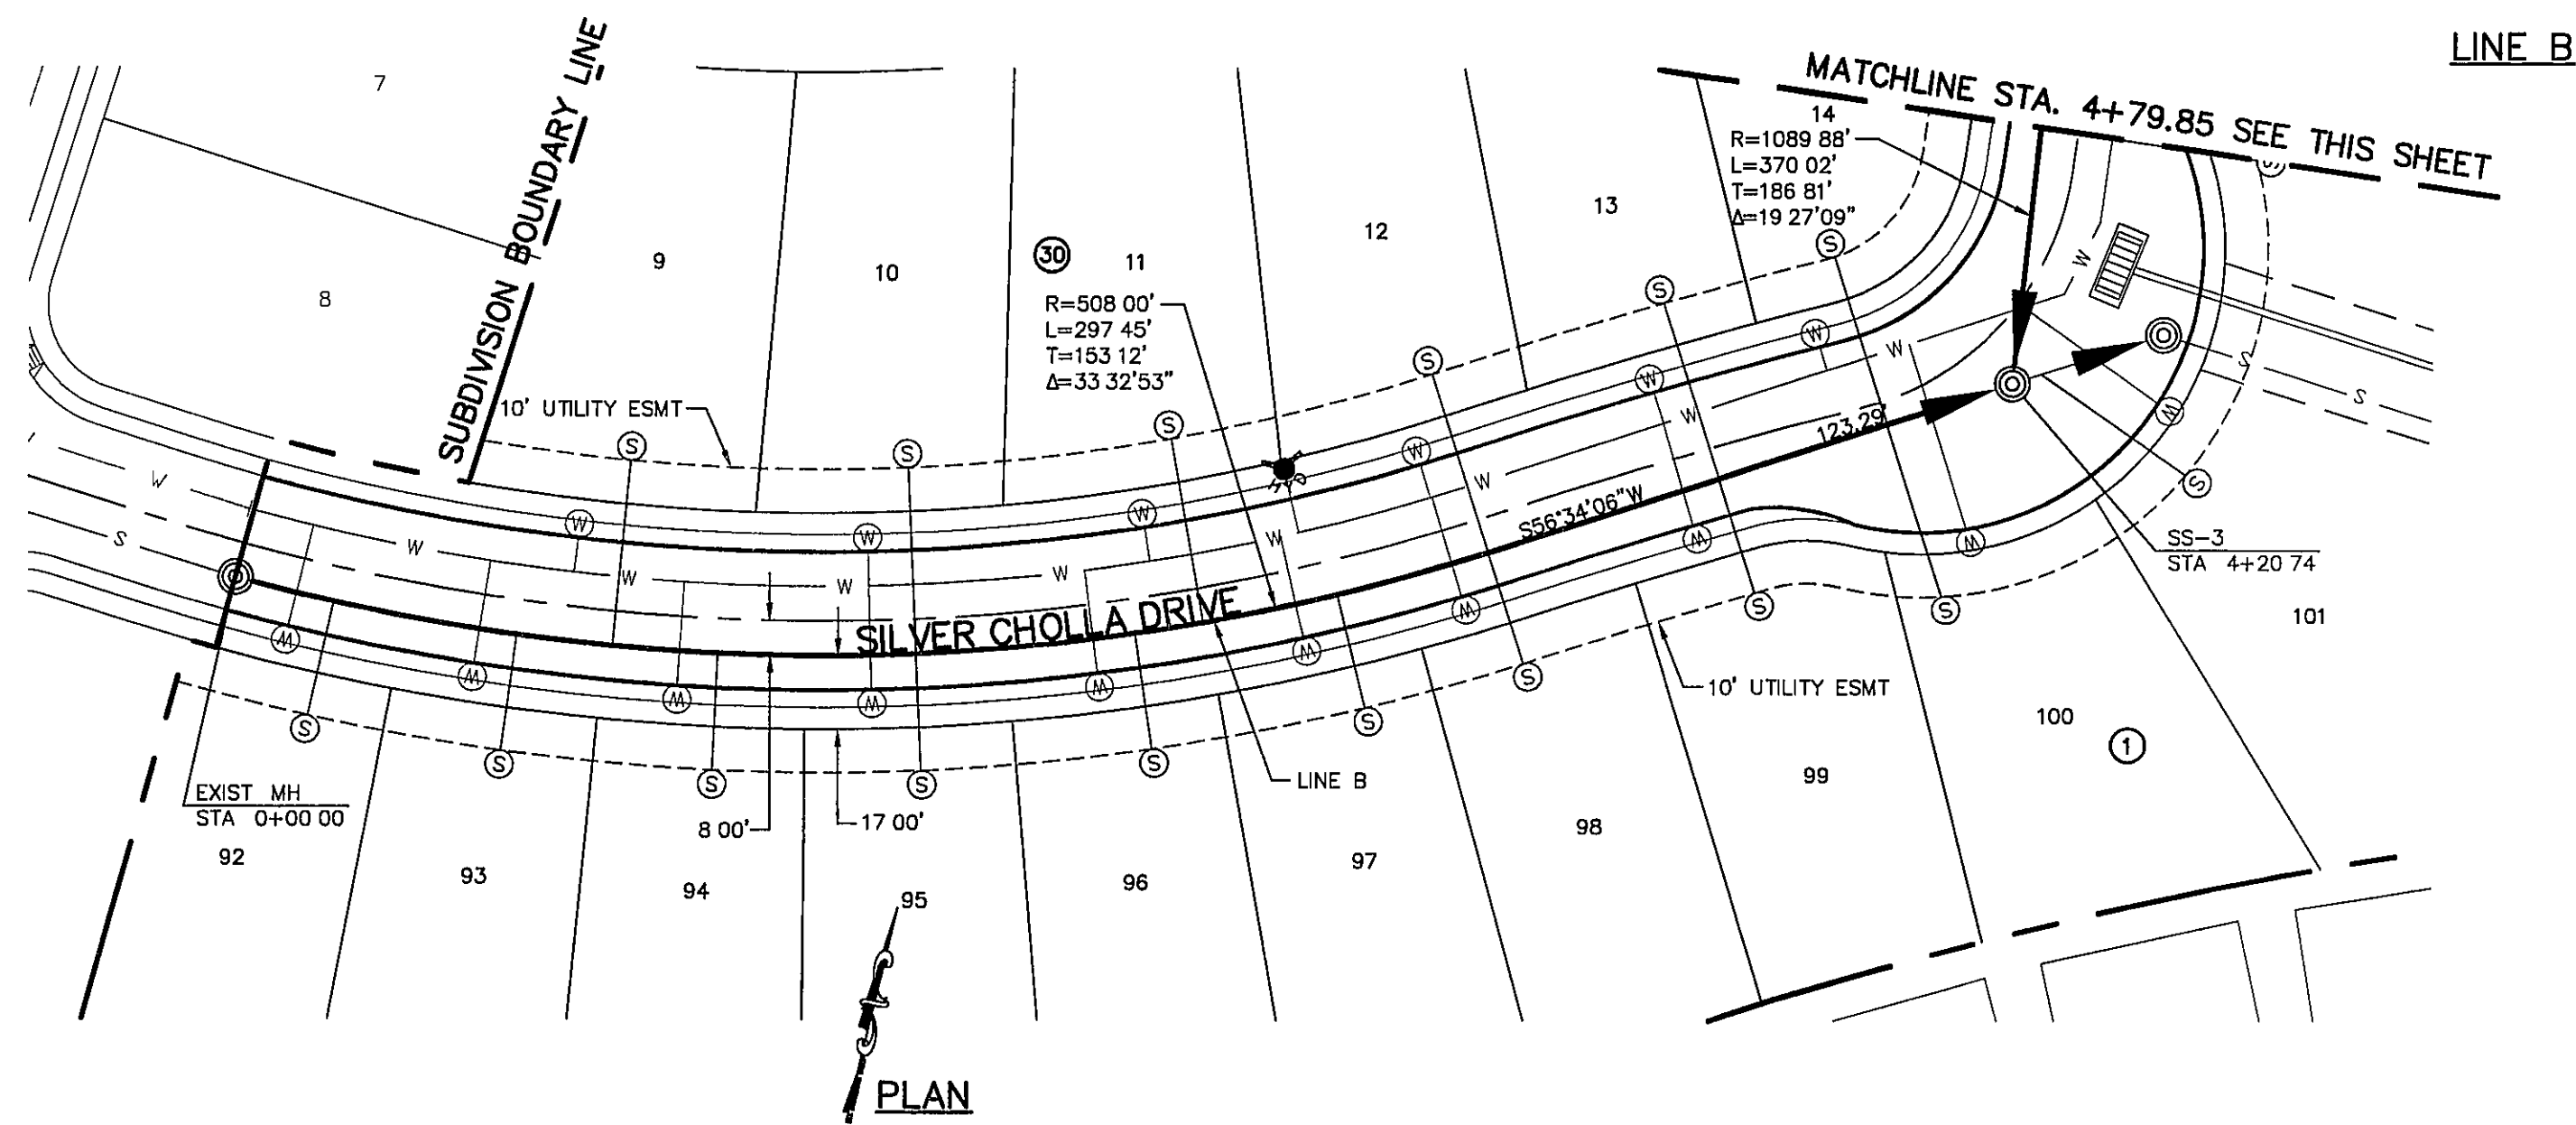 LINE B
MATCHLINE STA. 4+79.85 SEE THIS SHEET
SUBDIVISION BOUNDARY LINE
7
8
9
10
30
11
12
13
14
R=1089 88'
L=370 02'
T=186 81'
Δ=19 27'09"
R=508 00'
L=297 45'
T=153 12'
Δ=33 32'53"
10' UTILITY ESMT
S
S
S
S
S
S
S
W
W
W
W
W
W
HYD
W
W
W
W
W
W
W
W
W
W
S
S
S
S
123.29'
S56°34'06"W
SILVER CHOLLA DRIVE
W
W
W
W
W
W
W
W
W
W
S
S
S
S
S
S
S
S
S
S
SS-3
STA 4+20 74
101
10' UTILITY ESMT
LINE B
100
1
99
98
97
96
95
94
93
92
EXIST MH
STA 0+00 00
8 00'
17 00'
PLAN